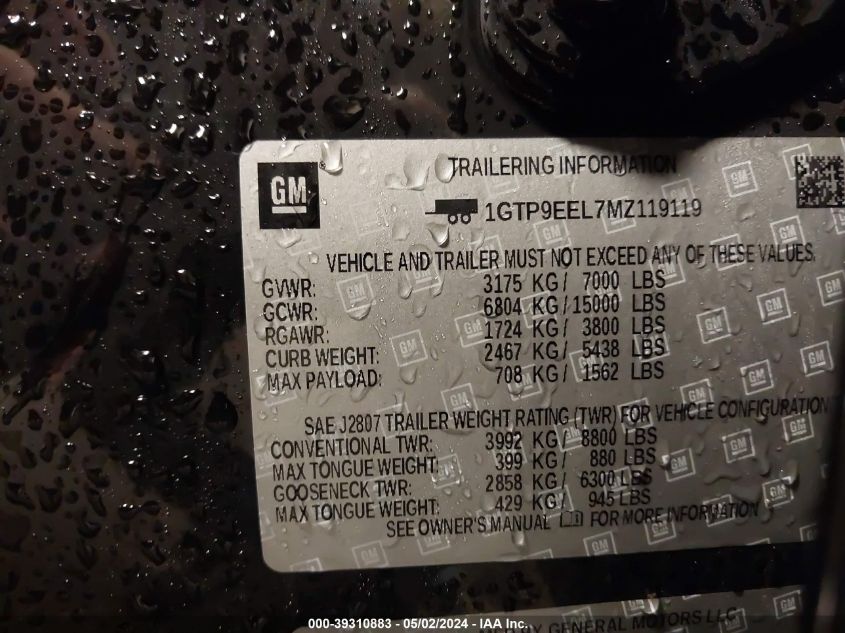 GM
TRAILERING INFORMATION
1GTP9EEL7MZ119119
VEHICLE AND TRAILER MUST NOT EXCEED ANY OF THESE VALUES.
GVWR: 3175 KG/ 7000 LBS
GCWR: 6804 KG/15000 LBS
RGAWR: 1724 KG/ 3800 LBS
CURB WEIGHT: 2467 KG/ 5438 LBS
MAX PAYLOAD: 708 KG/ 1562 LBS
SAE J2807 TRAILER WEIGHT RATING (TWR) FOR VEHICLE CONFIGURATION
CONVENTIONAL TWR: 3992 KG/ 8800 LBS
MAX TONGUE WEIGHT: 399 KG/ 880 LBS
GOOSENECK TWR: 2858 KG/ 6300 LBS
MAX TONGUE WEIGHT: 429 KG/ 945 LBS
SEE OWNER'S MANUAL FOR MORE INFORMATION
BY GENERAL MOTORS LLC
000-39310883 - 05/02/2024 - IAA Inc.